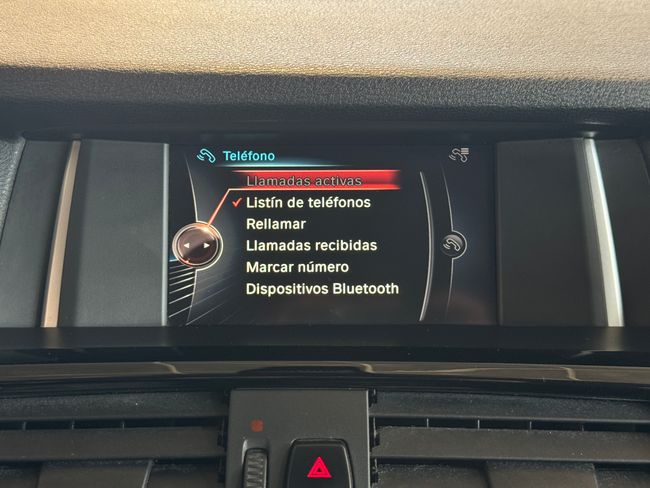 Teléfono
Llamadas activas
Listín de teléfonos
Rellamar
Llamadas recibidas
Marcar número
Dispositivos Bluetooth